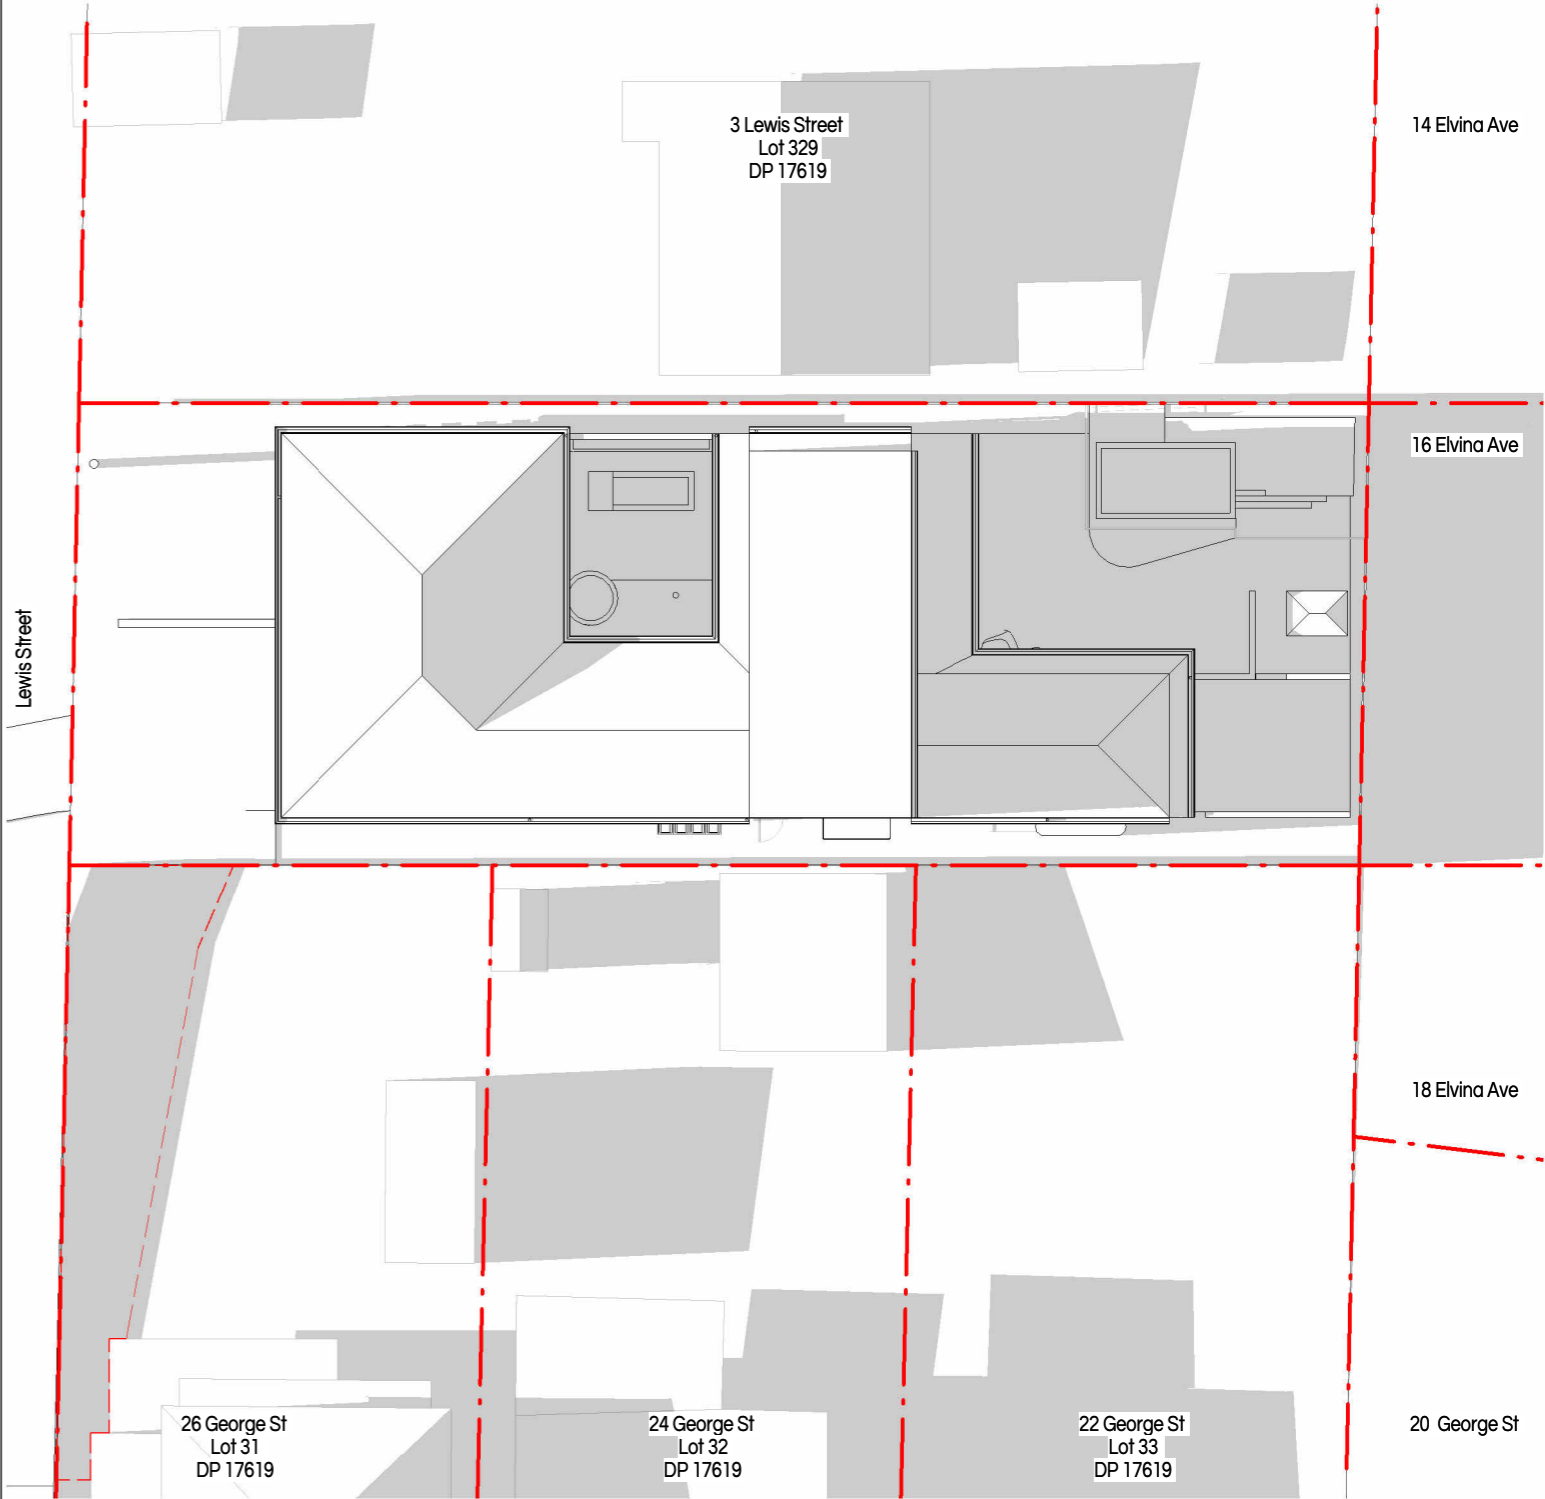 3 Lewis Street
Lot 329
DP 17619
14 Elvina Ave
16 Elvina Ave
Lewis Street
18 Elvina Ave
26 George St
Lot 31
DP 17619
24 George St
Lot 32
DP 17619
22 George St
Lot 33
DP 17619
20 George St